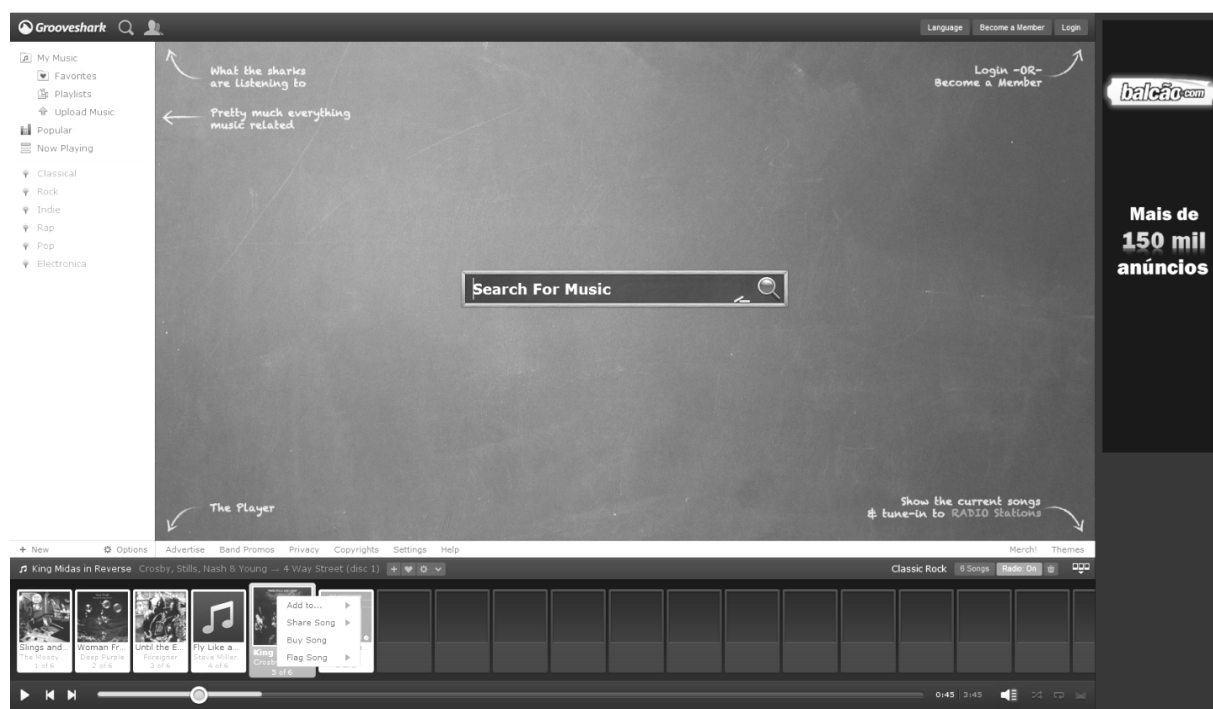 Grooveshark
Language
Become a Member
Login
My Music
Favorites
Playlists
Upload Music
Popular
Now Playing
Classical
Rock
Indie
Rap
Pop
Electronica
What the sharks
are listening to
Pretty much everything
music related
Login -OR-
Become a Member
balcão.com
Mais de
150 mil
anúncios
Search For Music
The Player
Show the current songs
& tune-in to RADIO Stations
+ New
Options
Advertise
Band Promos
Privacy
Copyrights
Settings
Help
Merch!
Themes
King Midas in Reverse Crosby, Stills, Nash & Young — 4 Way Street (disc 1)
Classic Rock
6 Songs
Radio: On
Slings and...
The Moody...
1 of 6
Woman Fr...
Deep Purple
2 of 6
Until the E...
Foreigner
3 of 6
Fly Like a...
Steve Miller...
4 of 6
King
5 of 6
Add to...
Share Song
Buy Song
Flag Song
0:45
3:45